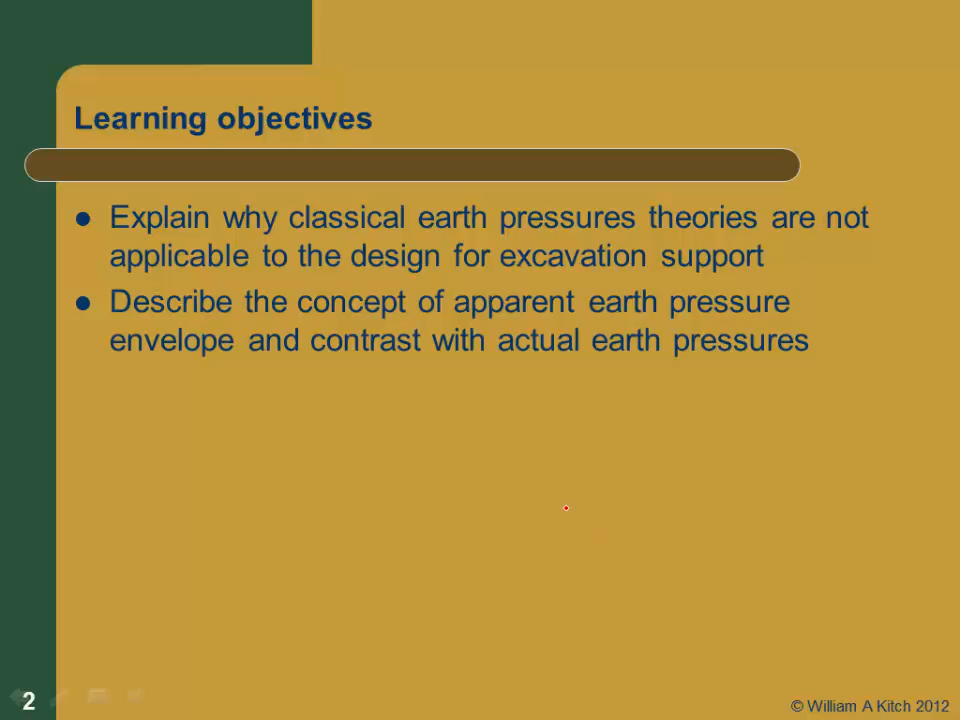 Learning objectives
Explain why classical earth pressures theories are not
applicable to the design for excavation support
Describe the concept of apparent earth pressure
envelope and contrast with actual earth pressures
2
© William A Kitch 2012